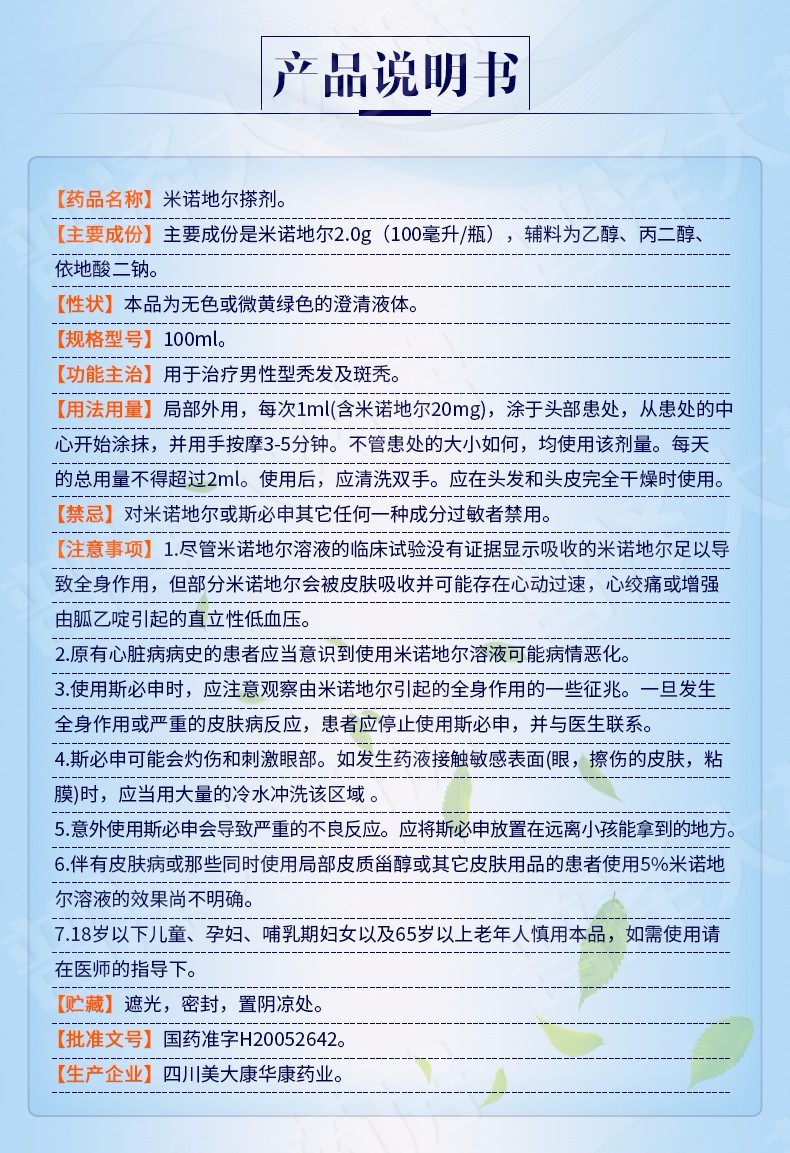 产品说明书
【药品名称】米诺地尔搽剂。
【主要成份】主要成份是米诺地尔2.0g（100毫升/瓶），辅料为乙醇、丙二醇、
依地酸二钠。
【性状】本品为无色或微黄绿色的澄清液体。
【规格型号】100ml。
【功能主治】用于治疗男性型秃发及斑秃。
【用法用量】局部外用，每次1ml(含米诺地尔20mg)，涂于头部患处，从患处的中
心开始涂抹，并用手按摩3-5分钟。不管患处的大小如何，均使用该剂量。每天
的总用量不得超过2ml。使用后，应清洗双手。应在头发和头皮完全干燥时使用。
【禁忌】对米诺地尔或斯必申其它任何一种成分过敏者禁用。
【注意事项】1.尽管米诺地尔溶液的临床试验没有证据显示吸收的米诺地尔足以导
致全身作用，但部分米诺地尔会被皮肤吸收并可能存在心动过速，心绞痛或增强
由胍乙啶引起的直立性低血压。
2.原有心脏病病史的患者应当意识到使用米诺地尔溶液可能病情恶化。
3.使用斯必申时，应注意观察由米诺地尔引起的全身作用的一些征兆。一旦发生
全身作用或严重的皮肤病反应，患者应停止使用斯必申，并与医生联系。
4.斯必申可能会灼伤和刺激眼部。如发生药液接触敏感表面(眼，擦伤的皮肤，粘
膜)时，应当用大量的冷水冲洗该区域 。
5.意外使用斯必申会导致严重的不良反应。应将斯必申放置在远离小孩能拿到的地方。
6.伴有皮肤病或那些同时使用局部皮质甾醇或其它皮肤用品的患者使用5%米诺地
尔溶液的效果尚不明确。
7.18岁以下儿童、孕妇、哺乳期妇女以及65岁以上老年人慎用本品，如需使用请
在医师的指导下。
【贮藏】遮光，密封，置阴凉处。
【批准文号】国药准字H20052642。
【生产企业】四川美大康华康药业。